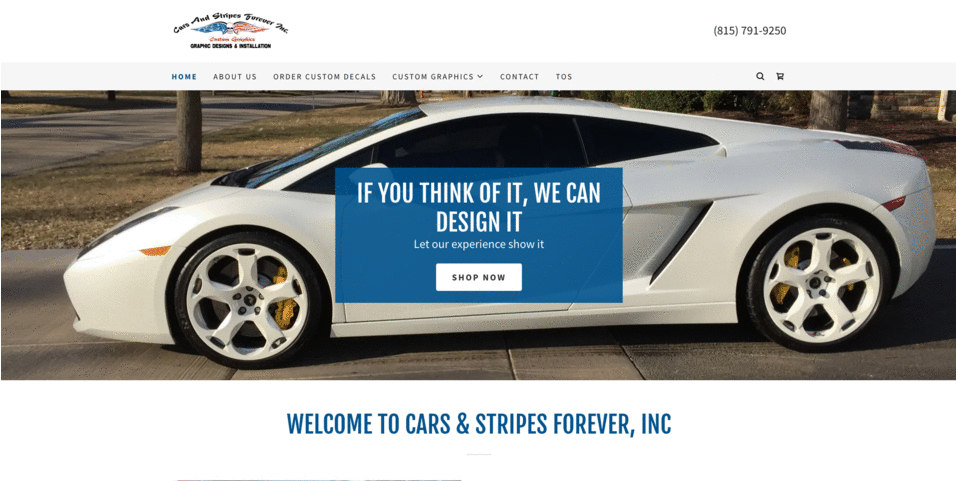 Cars And Stripes Forever Inc.
Custom Graphics
GRAPHIC DESIGNS & INSTALLATION
(815) 791-9250
HOME ABOUT US ORDER CUSTOM DECALS CUSTOM GRAPHICS CONTACT TOS
IF YOU THINK OF IT, WE CAN
DESIGN IT
Let our experience show it
SHOP NOW
WELCOME TO CARS & STRIPES FOREVER, INC